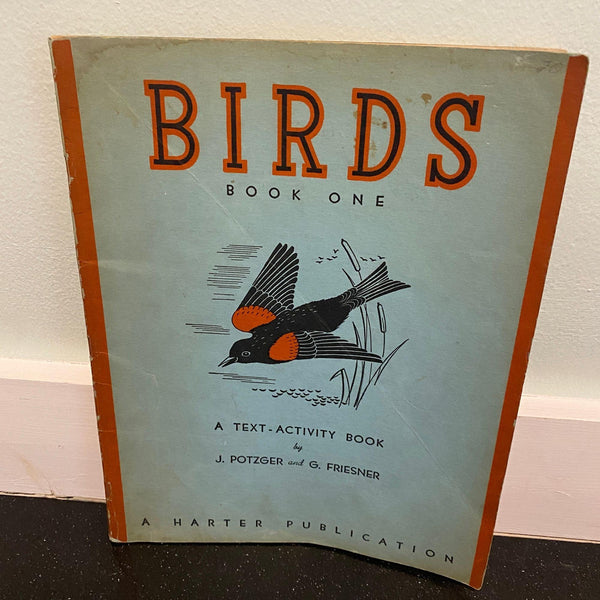 BIRDS
BOOK ONE
A TEXT-ACTIVITY BOOK
by
J. POTZGER and G. FRIESNER
A HARTER PUBLICATION